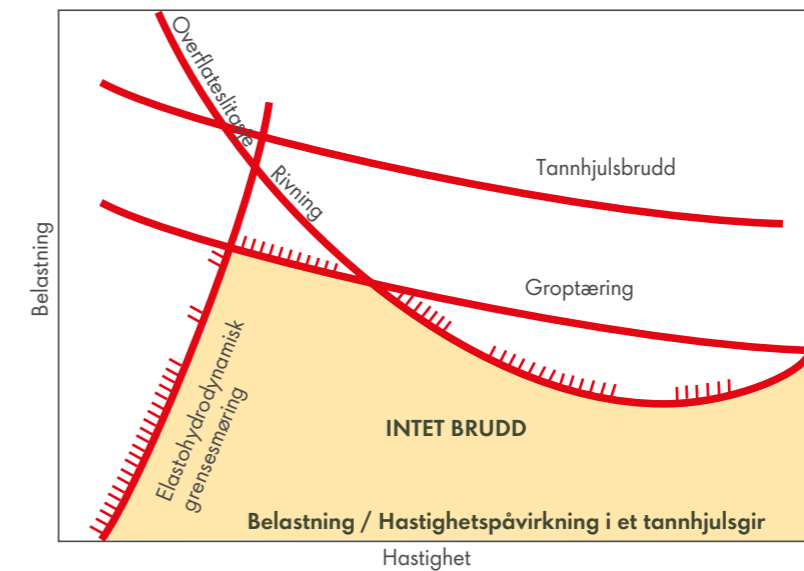 Overflateslitasje
Rivning
Tannhjulsbrudd
Groptæring
Belastning
Elastohydrodynamisk
grensesmøring
INTET BRUDD
Belastning / Hastighetspåvirkning i et tannhjulsgir
Hastighet